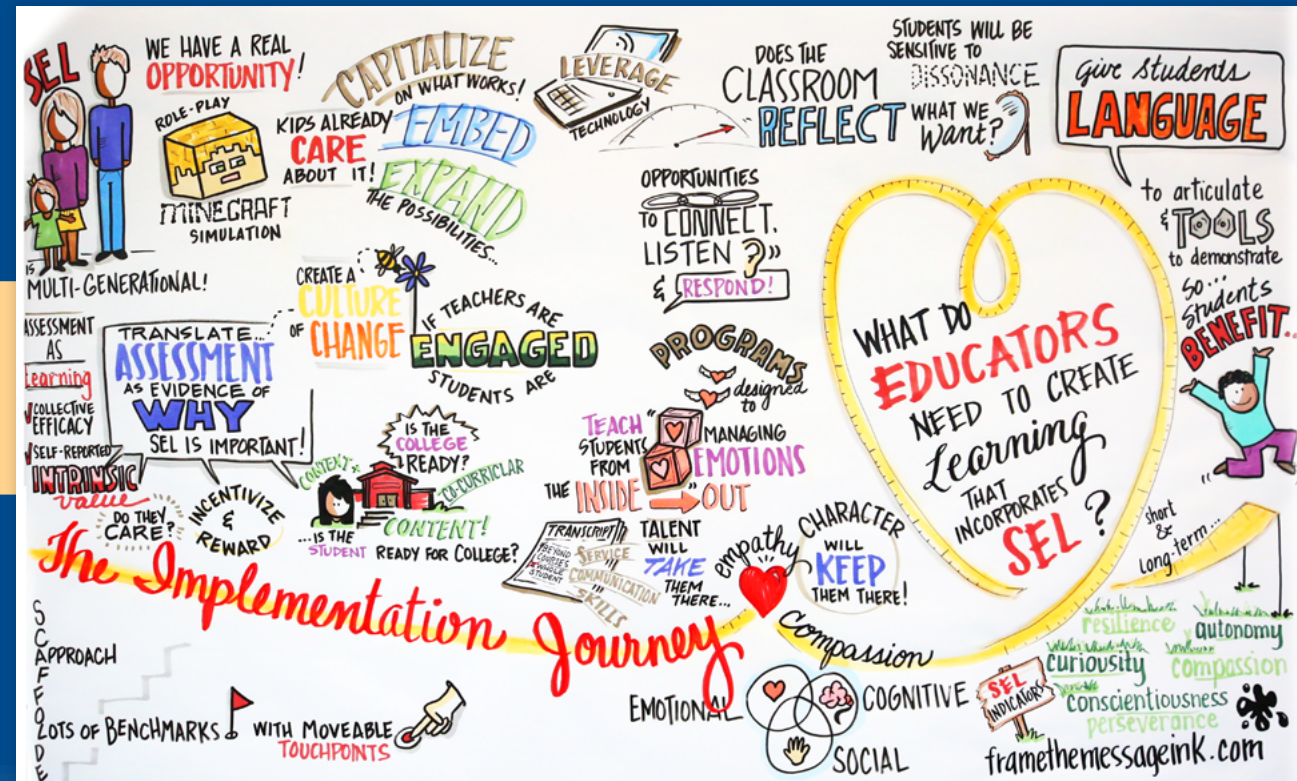 SEL
IS
MULTI-GENERATIONAL!
WE HAVE A REAL
OPPORTUNITY!
ROLE-PLAY
MINECRAFT
SIMULATION
KIDS ALREADY
CARE
ABOUT IT!
CAPITALIZE
ON WHAT WORKS!
EMBED
EXPAND
THE POSSIBILITIES...
LEVERAGE
TECHNOLOGY
DOES THE
CLASSROOM
REFLECT
WHAT WE
Want?
STUDENTS WILL BE
SENSITIVE TO
DISSONANCE
Give Students
LANGUAGE
to articulate
& TOOLS
to demonstrate
SO...
Students
BENEFIT...
short
&
long-term...
OPPORTUNITIES
TO CONNECT,
LISTEN
& RESPOND!
CREATE A
CULTURE
OF CHANGE
IF TEACHERS ARE
ENGAGED
STUDENTS ARE
ASSESSMENT
AS
Learning
COLLECTIVE
EFFICACY
SELF-REPORTED
INTRINSIC
value
TRANSLATE...
ASSESSMENT
AS EVIDENCE OF
WHY
SEL IS IMPORTANT!
DO THEY
CARE?
INCENTIVIZE
&
REWARD
IS THE
COLLEGE
READY?
CONTENT +
CO-CURRICLAR
CONTENT!
...IS THE
STUDENT READY FOR COLLEGE?
PROGRAMS
designed
to
TEACH
STUDENTS
FROM
THE INSIDE OUT
MANAGING
EMOTIONS
TRANSCRIPT
BEYOND
COURSES
WHOLE
STUDENT
SERVICE
COMMUNICATION
SKILLS
TALENT
WILL
TAKE
THEM
THERE...
empathy
CHARACTER
WILL
KEEP
THEM THERE!
Compassion
WHAT DO
EDUCATORS
NEED TO CREATE
Learning
THAT
INCORPORATES
SEL?
The Implementation Journey
SCAFFOLDED
APPROACH
LOTS OF BENCHMARKS
WITH MOVEABLE
TOUCHPOINTS
EMOTIONAL
COGNITIVE
SOCIAL
SEL
INDICATORS
resilience
autonomy
curiousity
compassion
conscientiousness
perseverance
framethemessageink.com